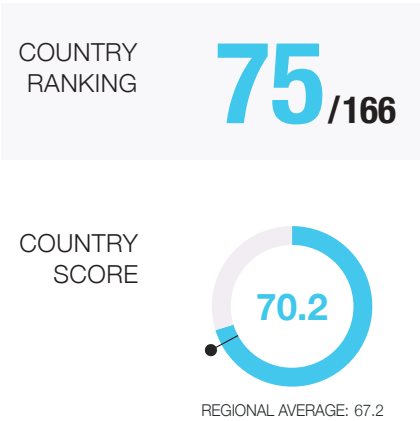 COUNTRY
RANKING
75/166
COUNTRY
SCORE
70.2
REGIONAL AVERAGE: 67.2